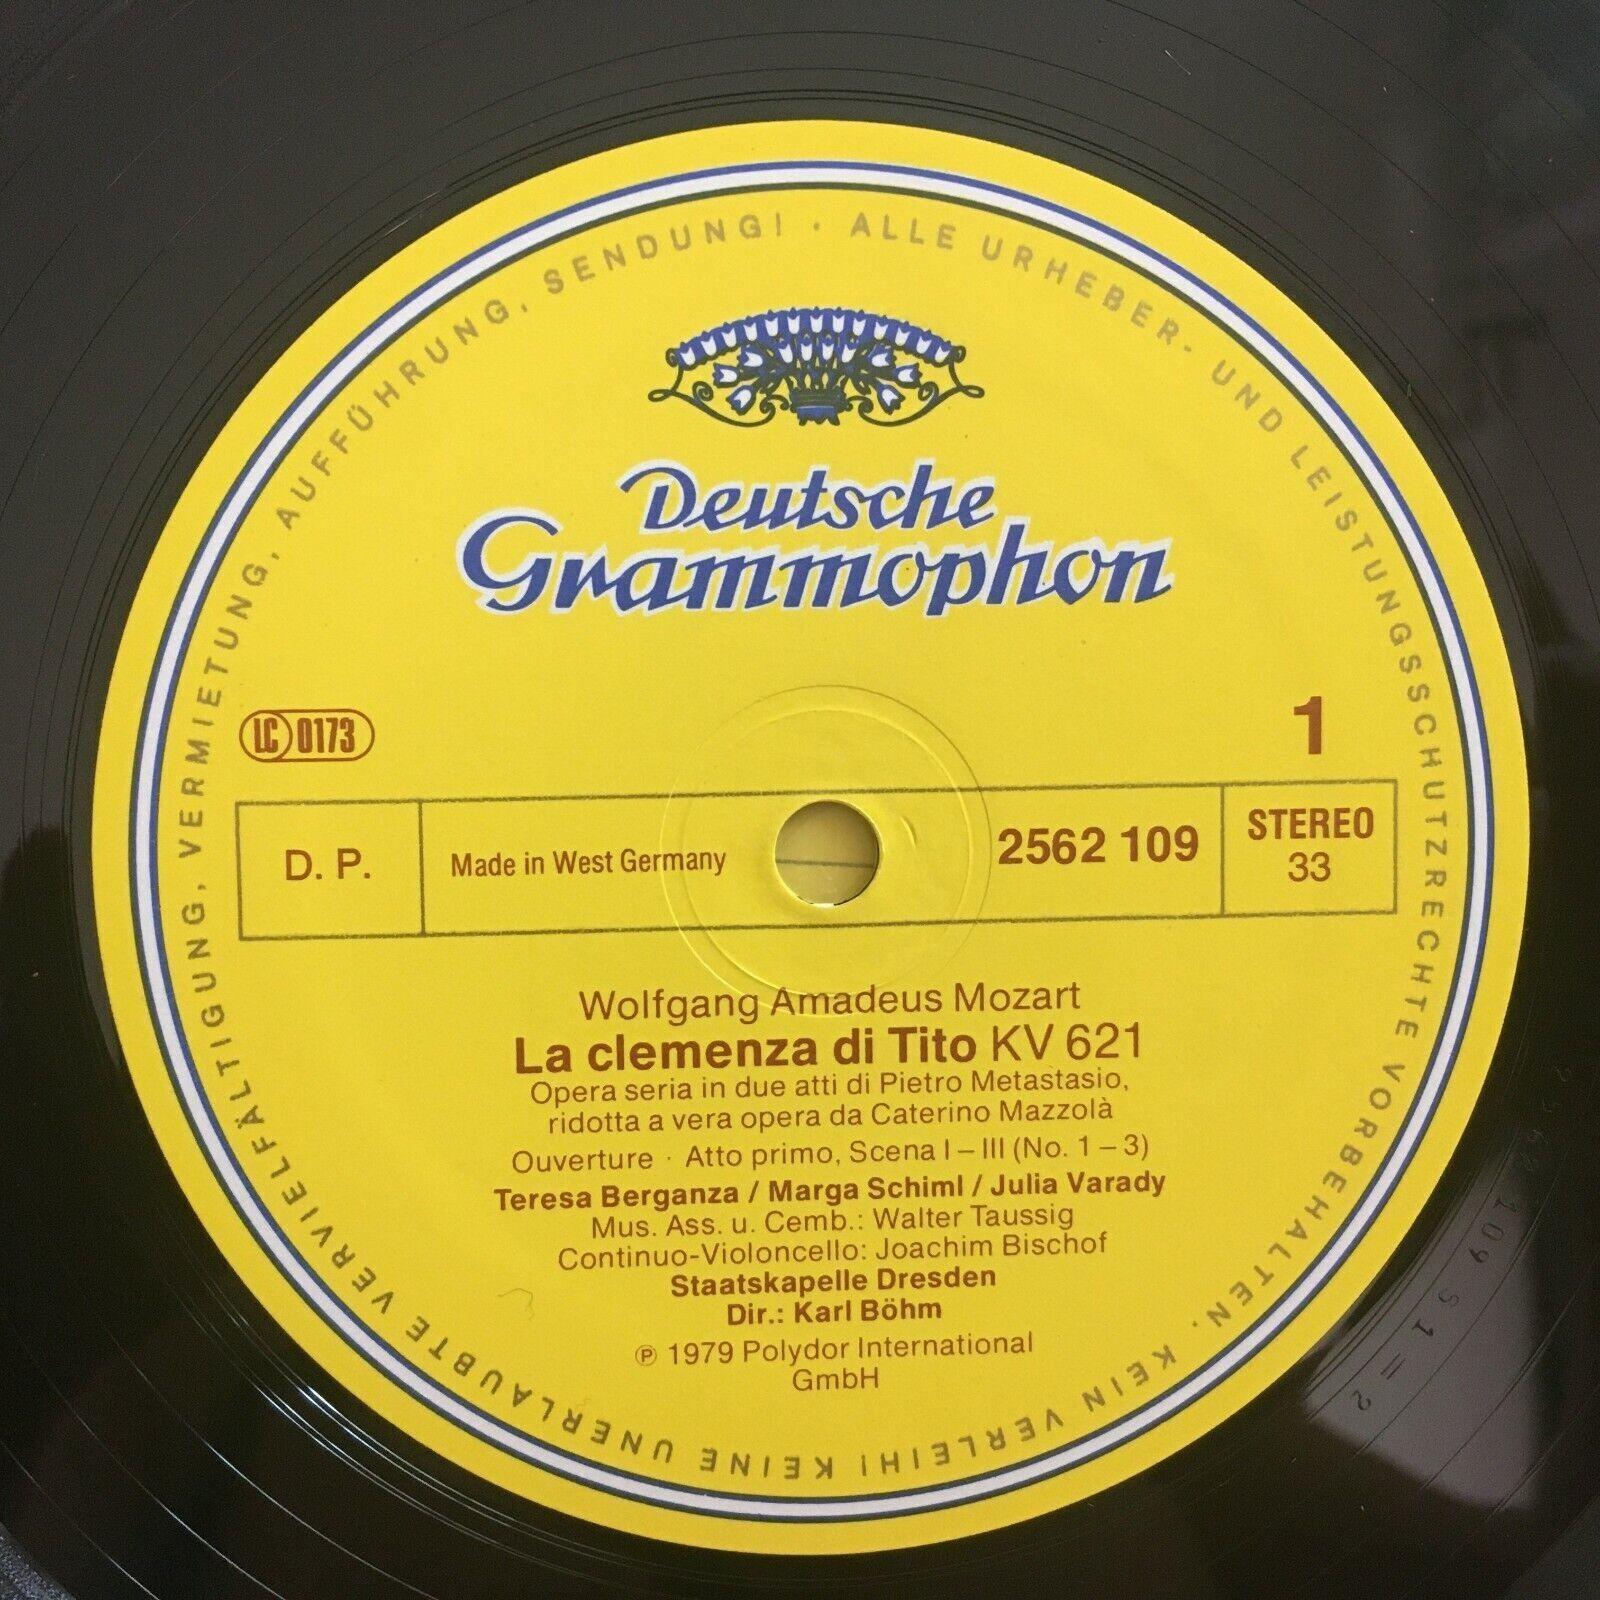 ALLE URHEBER- UND LEISTUNGSSCHUTZRECHTE VORBEHALTEN. KEIN VERLEIH! KEINE UNERLAUBTE VERVIELFÄLTIGUNG, VERMIETUNG, AUFFÜHRUNG, SENDUNG! ·
Deutsche
Grammophon
LC 0173
1
D. P.
Made in West Germany
2562 109
STEREO
33
Wolfgang Amadeus Mozart
La clemenza di Tito KV 621
Opera seria in due atti di Pietro Metastasio,
ridotta a vera opera da Caterino Mazzolà
Ouverture · Atto primo, Scena I – III (No. 1 – 3)
Teresa Berganza / Marga Schiml / Julia Varady
Mus. Ass. u. Cemb.: Walter Taussig
Continuo-Violoncello: Joachim Bischof
Staatskapelle Dresden
Dir.: Karl Böhm
℗ 1979 Polydor International
GmbH
109 S 1 = 2